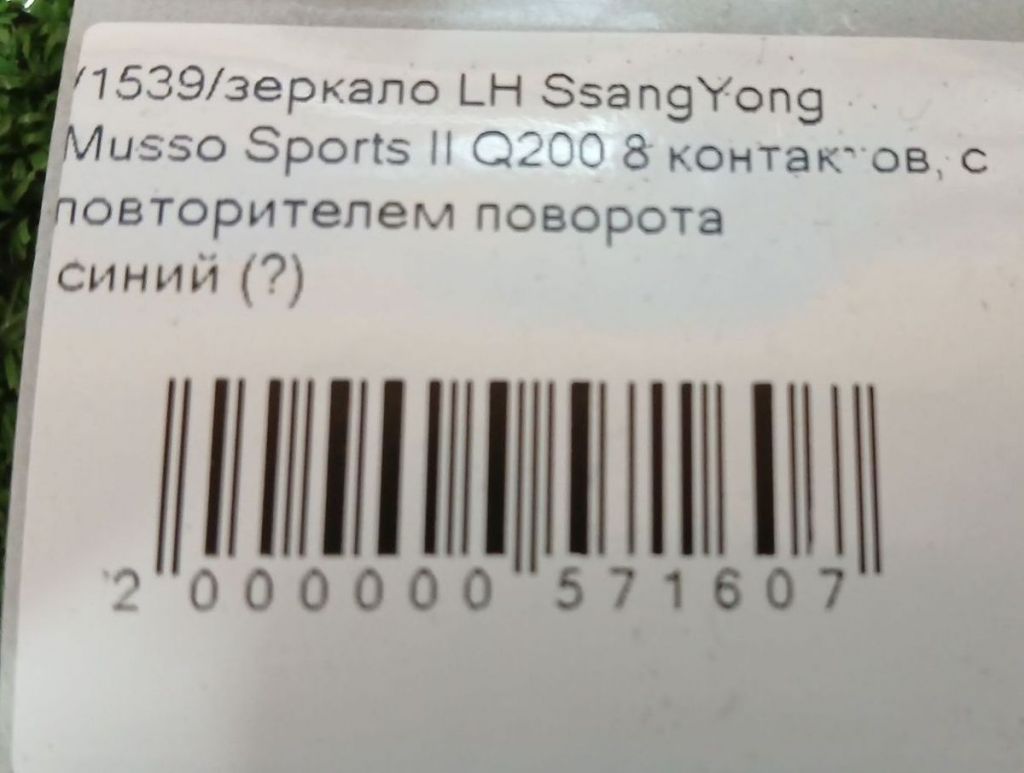 /1539/зеркало LH SsangYong
Musso Sports II Q200 8 контактов, с
повторителем поворота
синий (?)
2 000000 571607